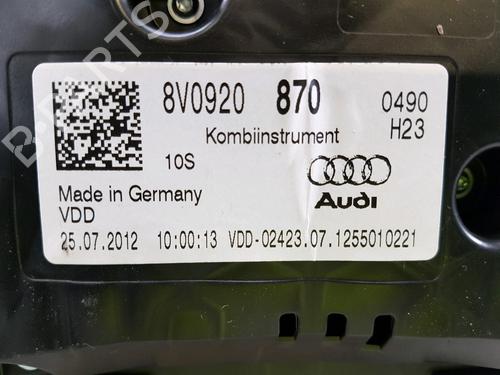 8V0920 870 0490
Kombiinstrument H23
10S
Made in Germany
VDD
Audi
25.07.2012 10:00:13 VDD-02423.07.1255010221
B-PARTS